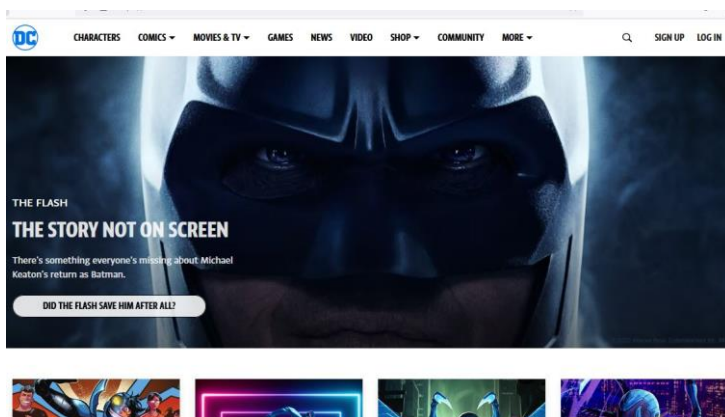 DC
CHARACTERS COMICS MOVIES & TV GAMES NEWS VIDEO SHOP COMMUNITY MORE SIGN UP LOG IN
THE FLASH
THE STORY NOT ON SCREEN
There's something everyone's missing about Michael
Keaton's return as Batman.
DID THE FLASH SAVE HIM AFTER ALL?